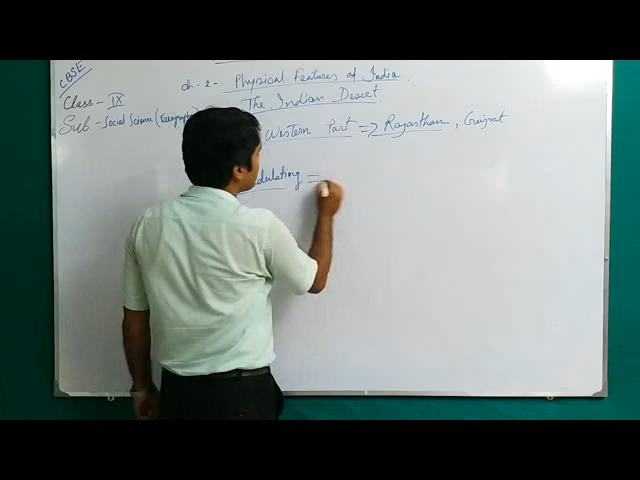 CBSE
ch-2- Physical Features of India.
Class - IX
The Indian Desert
Sub - Social Science (Geography)
Western Part => Rajasthan, Gujrat
dulating =